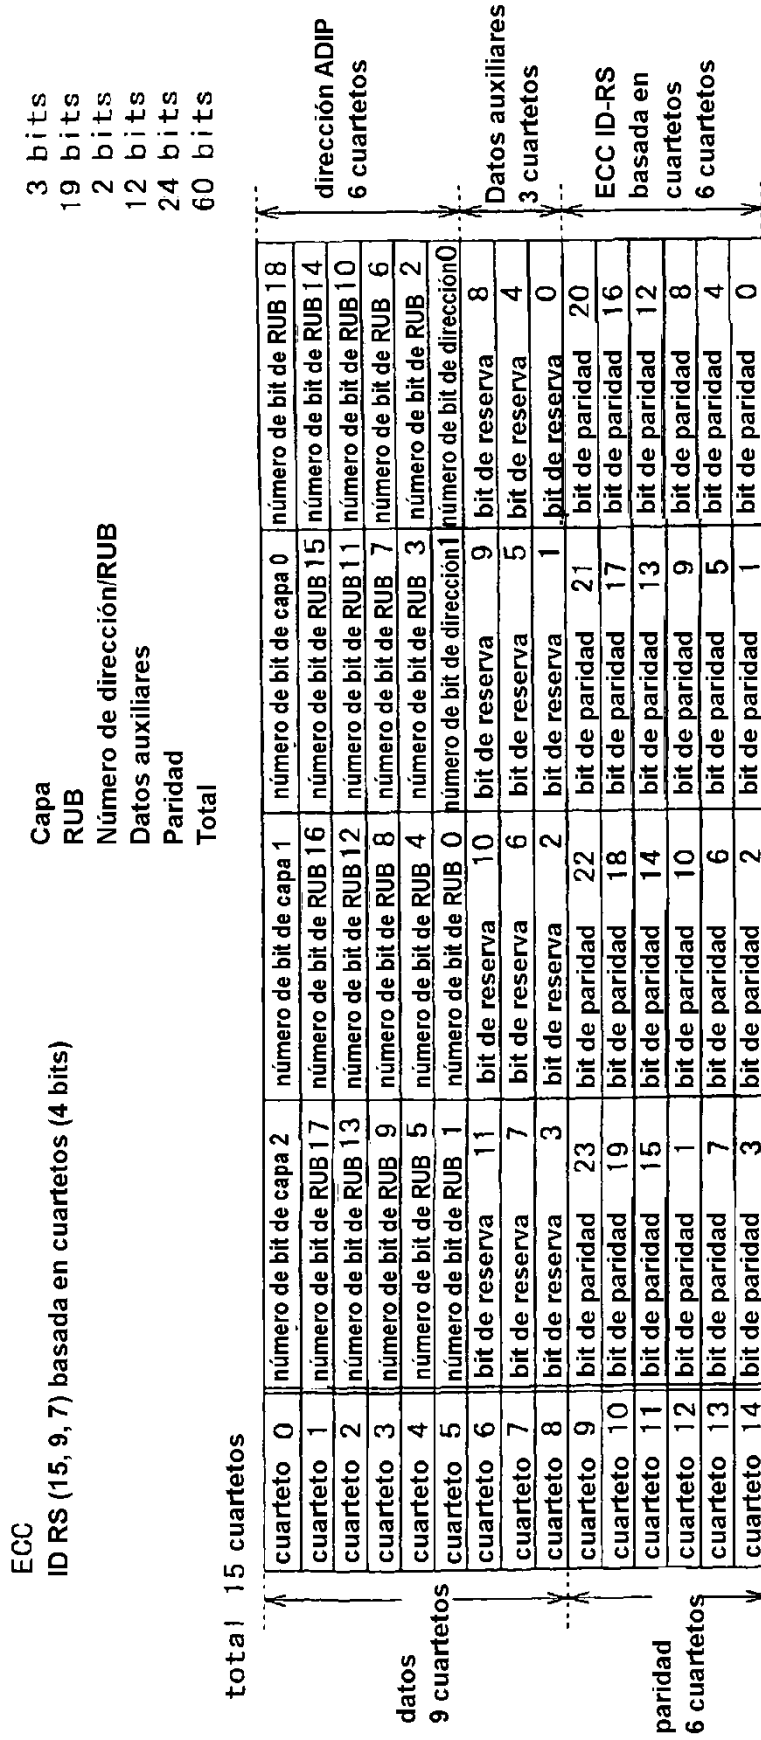 ECC
ID RS (15, 9, 7) basada en cuartetos (4 bits)
Capa 3 bits
RUB 19 bits
Número de dirección/RUB 2 bits
Datos auxiliares 12 bits
Paridad 24 bits
Total 60 bits
total 15 cuartetos
cuarteto 0 número de bit de capa 2 número de bit de capa 1 número de bit de capa 0 número de bit de RUB 18
cuarteto 1 número de bit de RUB 17 número de bit de RUB 16 número de bit de RUB 15 número de bit de RUB 14
cuarteto 2 número de bit de RUB 13 número de bit de RUB 12 número de bit de RUB 11 número de bit de RUB 10
cuarteto 3 número de bit de RUB 9 número de bit de RUB 8 número de bit de RUB 7 número de bit de RUB 6
cuarteto 4 número de bit de RUB 5 número de bit de RUB 4 número de bit de RUB 3 número de bit de RUB 2
cuarteto 5 número de bit de RUB 1 número de bit de RUB 0 número de bit de dirección1 número de bit de dirección0
cuarteto 6 bit de reserva 11 bit de reserva 10 bit de reserva 9 bit de reserva 8
cuarteto 7 bit de reserva 7 bit de reserva 6 bit de reserva 5 bit de reserva 4
cuarteto 8 bit de reserva 3 bit de reserva 2 bit de reserva 1 bit de reserva 0
cuarteto 9 bit de paridad 23 bit de paridad 22 bit de paridad 21 bit de paridad 20
cuarteto 10 bit de paridad 19 bit de paridad 18 bit de paridad 17 bit de paridad 16
cuarteto 11 bit de paridad 15 bit de paridad 14 bit de paridad 13 bit de paridad 12
cuarteto 12 bit de paridad 1 bit de paridad 10 bit de paridad 9 bit de paridad 8
cuarteto 13 bit de paridad 7 bit de paridad 6 bit de paridad 5 bit de paridad 4
cuarteto 14 bit de paridad 3 bit de paridad 2 bit de paridad 1 bit de paridad 0
datos
9 cuartetos
paridad
6 cuartetos
dirección ADIP
6 cuartetos
Datos auxiliares
3 cuartetos
ECC ID-RS
basada en
cuartetos
6 cuartetos